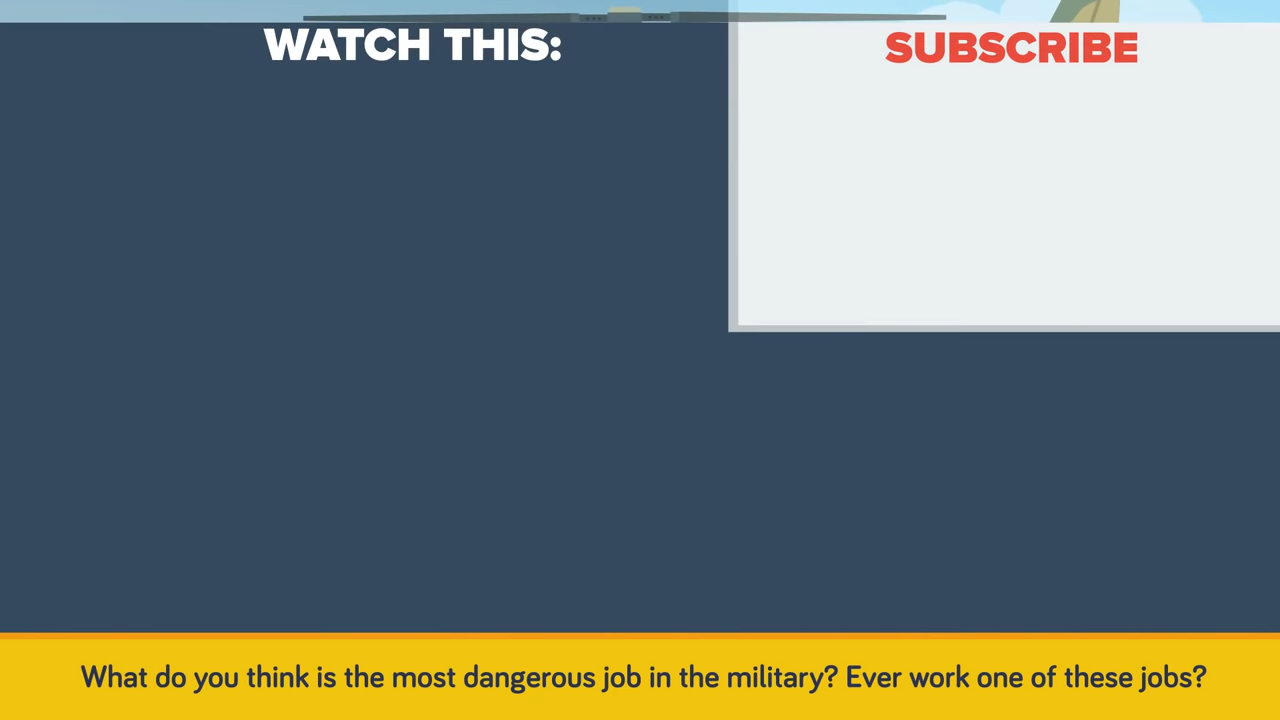 WATCH THIS:
SUBSCRIBE
What do you think is the most dangerous job in the military? Ever work one of these jobs?